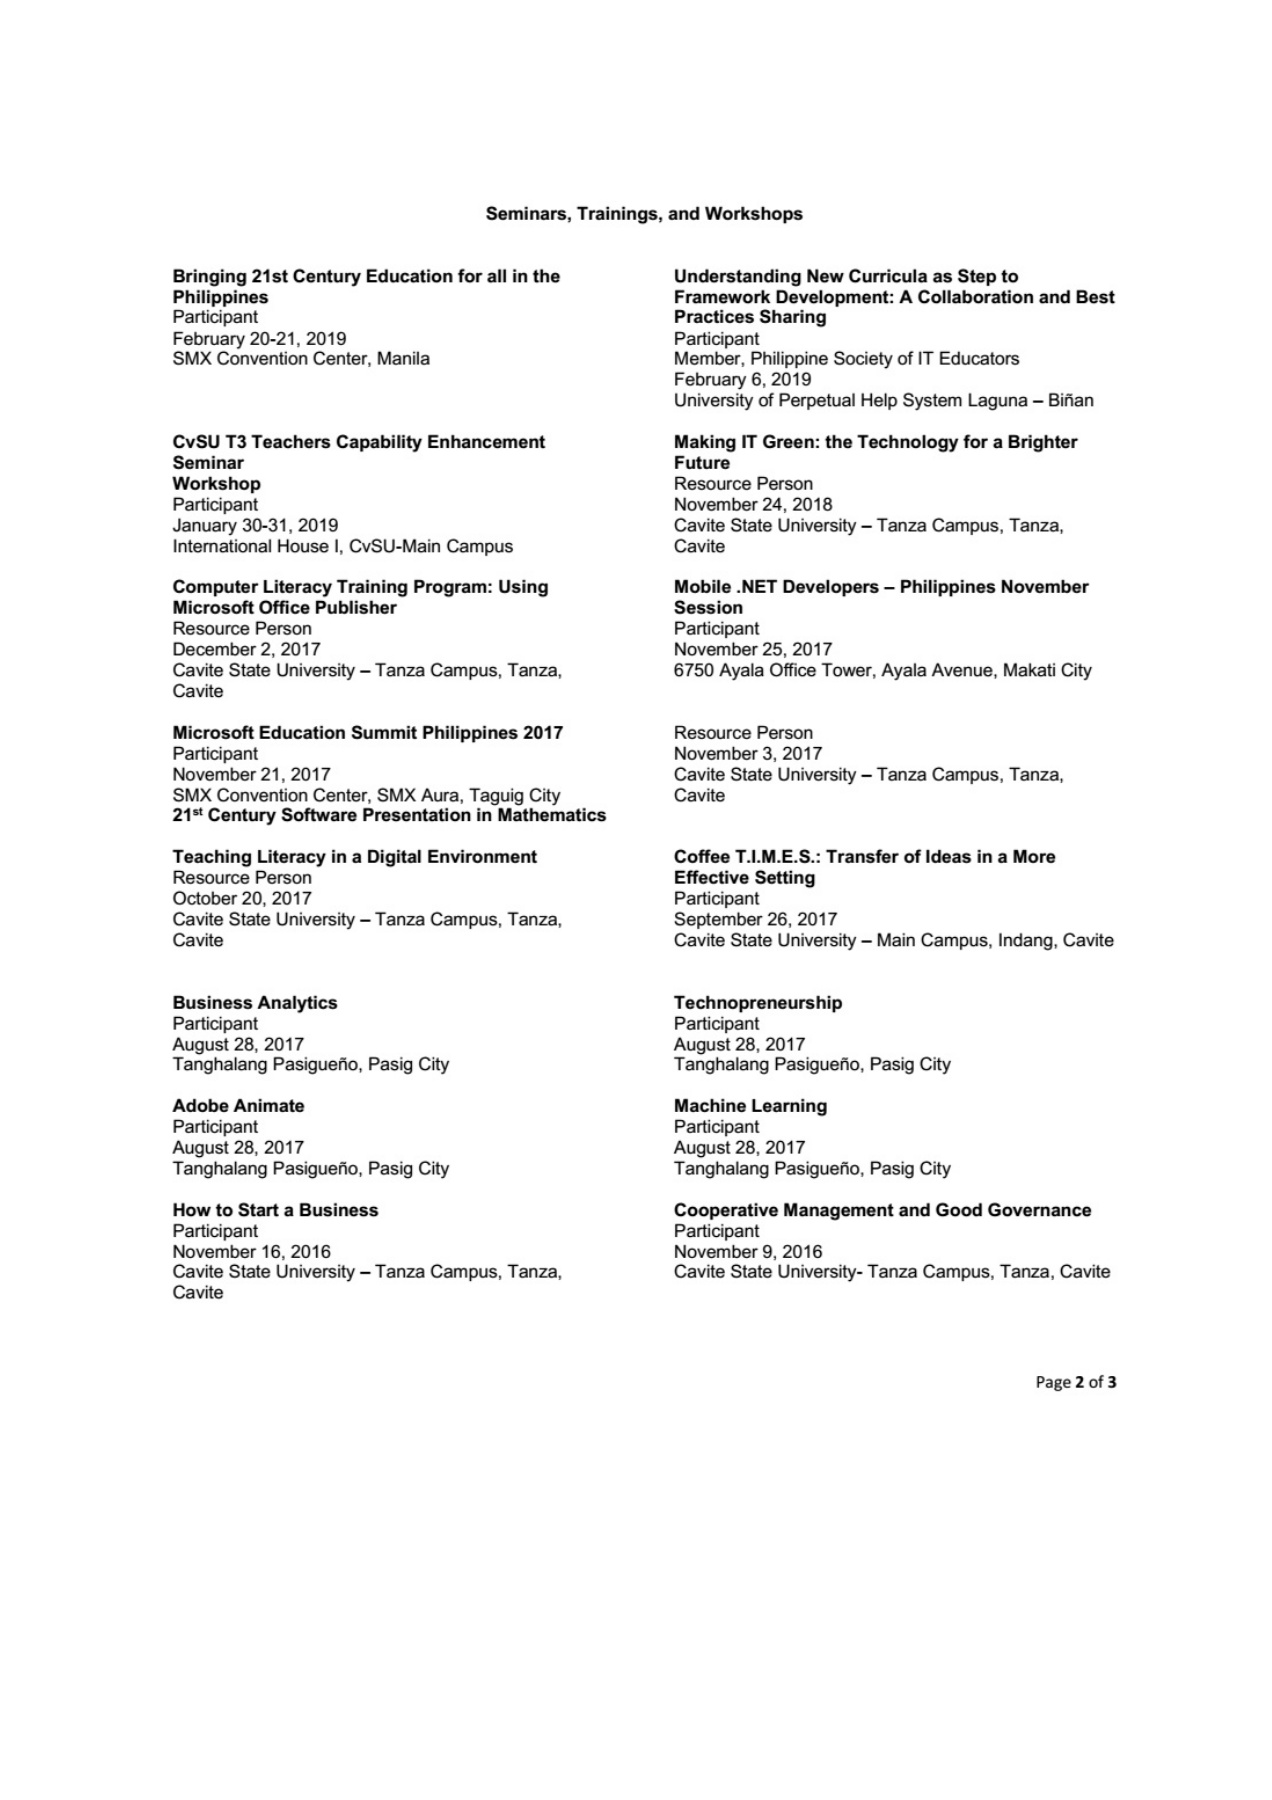 Seminars, Trainings, and Workshops
Bringing 21st Century Education for all in the
Philippines
Participant
February 20-21, 2019
SMX Convention Center, Manila
Understanding New Curricula as Step to
Framework Development: A Collaboration and Best
Practices Sharing
Participant
Member, Philippine Society of IT Educators
February 6, 2019
University of Perpetual Help System Laguna – Biñan
CvSU T3 Teachers Capability Enhancement
Seminar
Workshop
Participant
January 30-31, 2019
International House I, CvSU-Main Campus
Making IT Green: the Technology for a Brighter
Future
Resource Person
November 24, 2018
Cavite State University – Tanza Campus, Tanza,
Cavite
Computer Literacy Training Program: Using
Microsoft Office Publisher
Resource Person
December 2, 2017
Cavite State University – Tanza Campus, Tanza,
Cavite
Mobile .NET Developers – Philippines November
Session
Participant
November 25, 2017
6750 Ayala Office Tower, Ayala Avenue, Makati City
Microsoft Education Summit Philippines 2017
Participant
November 21, 2017
SMX Convention Center, SMX Aura, Taguig City
21st Century Software Presentation in Mathematics
Resource Person
November 3, 2017
Cavite State University – Tanza Campus, Tanza,
Cavite
Teaching Literacy in a Digital Environment
Resource Person
October 20, 2017
Cavite State University – Tanza Campus, Tanza,
Cavite
Coffee T.I.M.E.S.: Transfer of Ideas in a More
Effective Setting
Participant
September 26, 2017
Cavite State University – Main Campus, Indang, Cavite
Business Analytics
Participant
August 28, 2017
Tanghalang Pasigueño, Pasig City
Technopreneurship
Participant
August 28, 2017
Tanghalang Pasigueño, Pasig City
Adobe Animate
Participant
August 28, 2017
Tanghalang Pasigueño, Pasig City
Machine Learning
Participant
August 28, 2017
Tanghalang Pasigueño, Pasig City
How to Start a Business
Participant
November 16, 2016
Cavite State University – Tanza Campus, Tanza,
Cavite
Cooperative Management and Good Governance
Participant
November 9, 2016
Cavite State University- Tanza Campus, Tanza, Cavite
Page 2 of 3